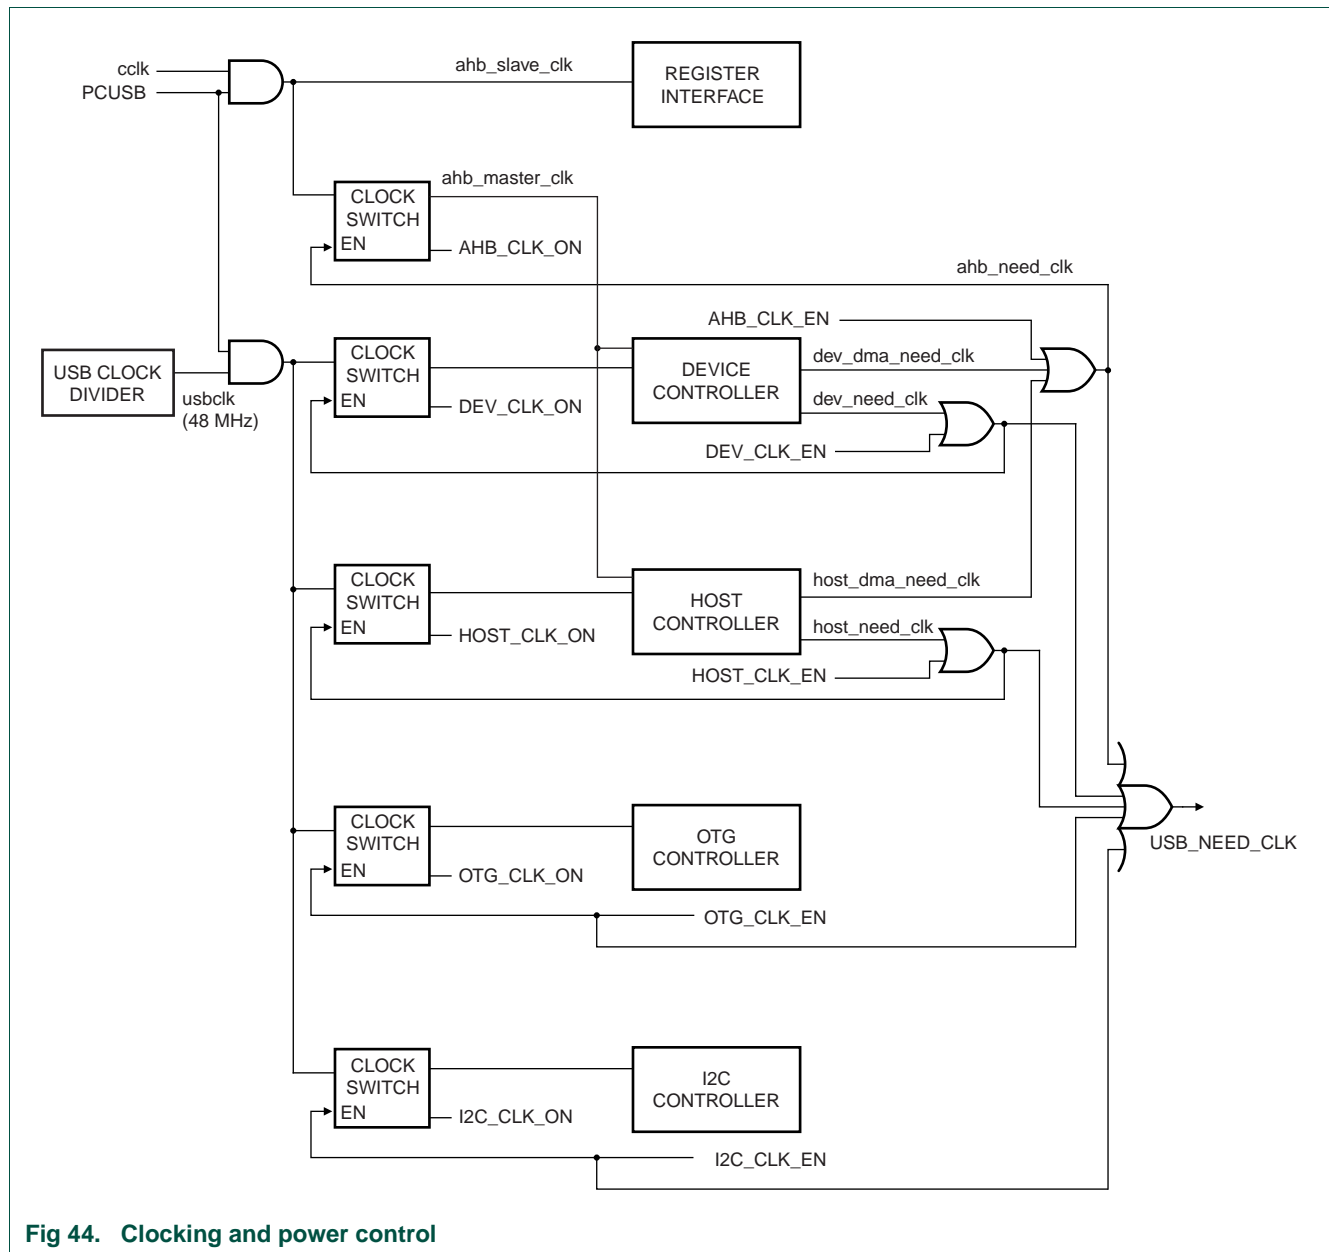 cclk
PCUSB
ahb_slave_clk
REGISTER
INTERFACE
CLOCK
SWITCH
EN
ahb_master_clk
AHB_CLK_ON
ahb_need_clk
AHB_CLK_EN
USB CLOCK
DIVIDER
usbclk
(48 MHz)
CLOCK
SWITCH
EN
DEV_CLK_ON
DEVICE
CONTROLLER
dev_dma_need_clk
dev_need_clk
DEV_CLK_EN
CLOCK
SWITCH
EN
HOST_CLK_ON
HOST
CONTROLLER
host_dma_need_clk
host_need_clk
HOST_CLK_EN
CLOCK
SWITCH
EN
OTG_CLK_ON
OTG
CONTROLLER
OTG_CLK_EN
USB_NEED_CLK
CLOCK
SWITCH
EN
I2C_CLK_ON
I2C
CONTROLLER
I2C_CLK_EN
Fig 44. Clocking and power control